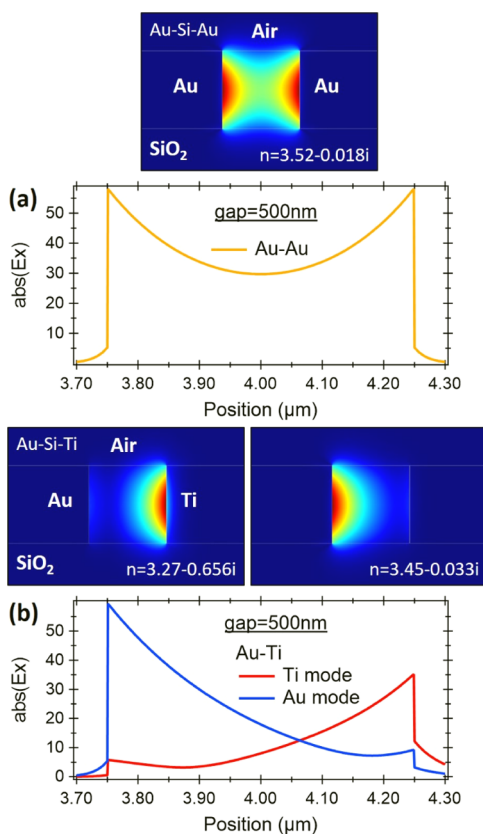 Au-Si-Au
Air
Au
Au
SiO₂
n=3.52-0.018i
(a)
gap=500nm
Au-Au
abs(Ex)
50
40
30
20
10
3.70 3.80 3.90 4.00 4.10 4.20 4.30
Position (µm)
Au-Si-Ti
Air
Au
Ti
SiO₂
n=3.27-0.656i
n=3.45-0.033i
(b)
gap=500nm
Au-Ti
Ti mode
Au mode
abs(Ex)
50
40
30
20
10
0
3.70 3.80 3.90 4.00 4.10 4.20 4.30
Position (µm)